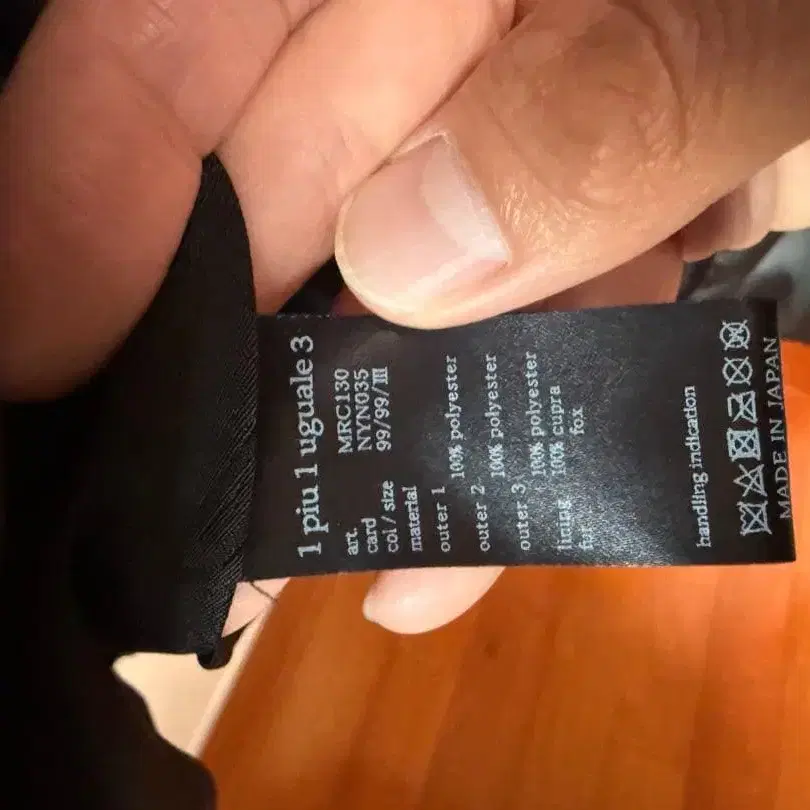 1 piu 1 uguale 3
art. MRC130
card NYN035
col / size 99/99/III
material
outer 1
100% polyester
outer 2
100% polyester
outer 3
100% polyester
lining 100% cupra
fur fox
handling indication
MADE IN JAPAN